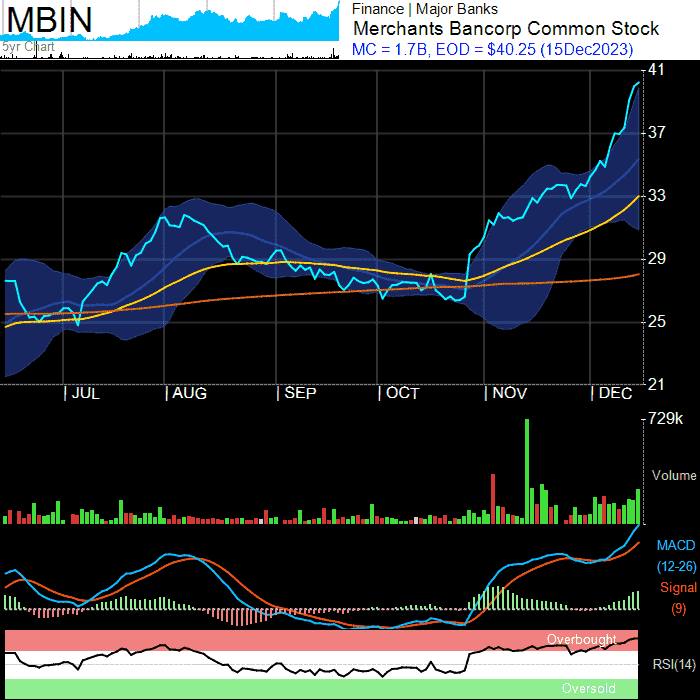 MBIN
5yr Chart
Finance | Major Banks
Merchants Bancorp Common Stock
MC = 1.7B, EOD = $40.25 (15Dec2023)
41
37
33
29
25
21
JUL AUG SEP OCT NOV DEC
729k
Volume
MACD
(12-26)
Signal
(9)
Overbought
RSI(14)
Oversold